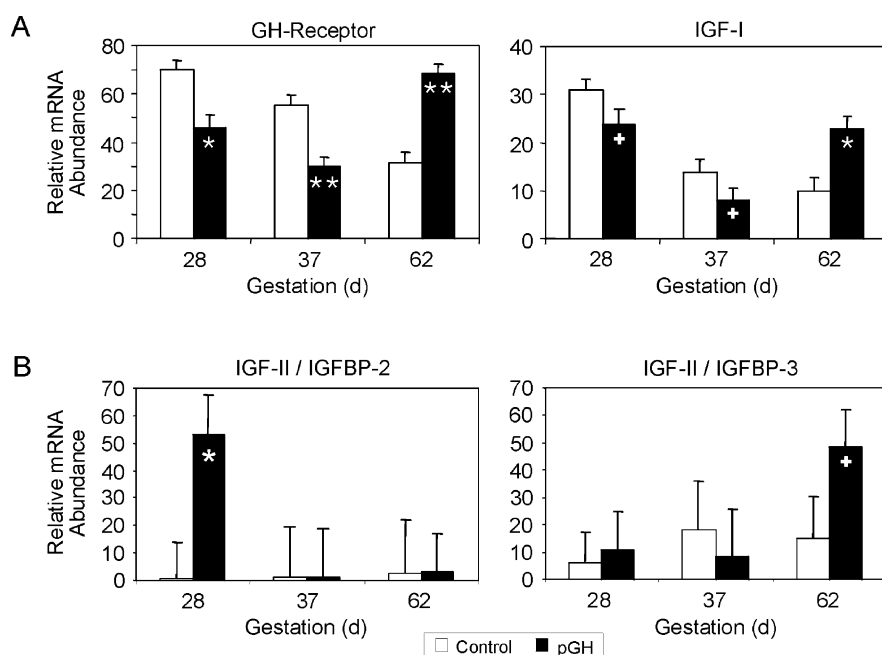 A
GH-Receptor
Relative mRNA
Abundance
80
60
40
20
0
*
**
**
28 37 62
Gestation (d)
IGF-I
40
30
20
10
0
+
+
*
28 37 62
Gestation (d)
B
IGF-II / IGFBP-2
Relative mRNA
Abundance
70
60
50
40
30
20
10
0
*
28 37 62
Gestation (d)
IGF-II / IGFBP-3
70
60
50
40
30
20
10
0
+
28 37 62
Gestation (d)
Control pGH